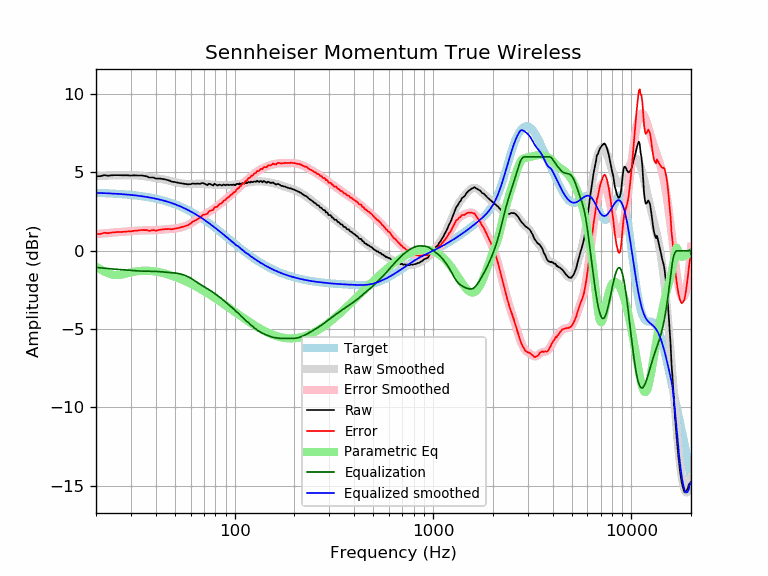 Sennheiser Momentum True Wireless
Amplitude (dBr)
10
5
0
−5
−10
−15
Target
Raw Smoothed
Error Smoothed
Raw
Error
Parametric Eq
Equalization
Equalized smoothed
100
1000
10000
Frequency (Hz)